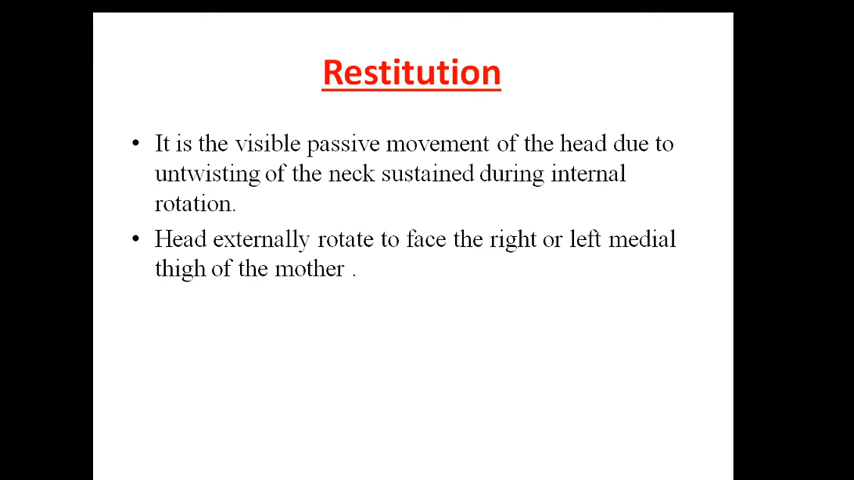 Restitution
• It is the visible passive movement of the head due to
untwisting of the neck sustained during internal
rotation.
• Head externally rotate to face the right or left medial
thigh of the mother .